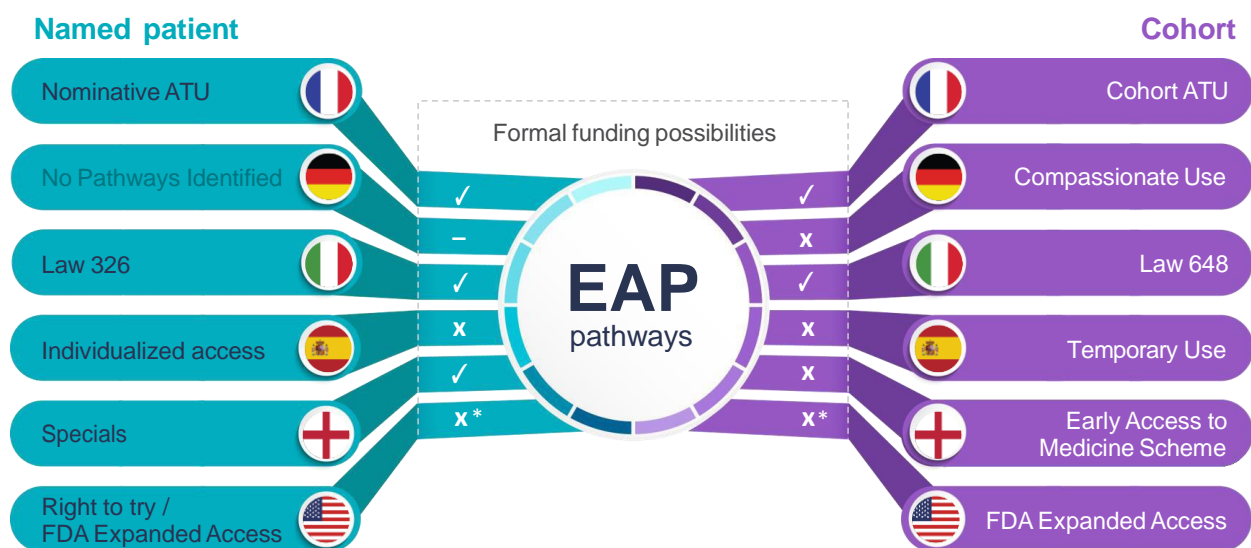 Named patient
Cohort
Nominative ATU
Cohort ATU
Formal funding possibilities
No Pathways Identified
✓
✓
Compassionate Use
–
x
Law 326
✓
✓
Law 648
EAP
pathways
Individualized access
x
x
Temporary Use
✓
x
Specials
x*
x*
Early Access to
Medicine Scheme
Right to try /
FDA Expanded Access
FDA Expanded Access